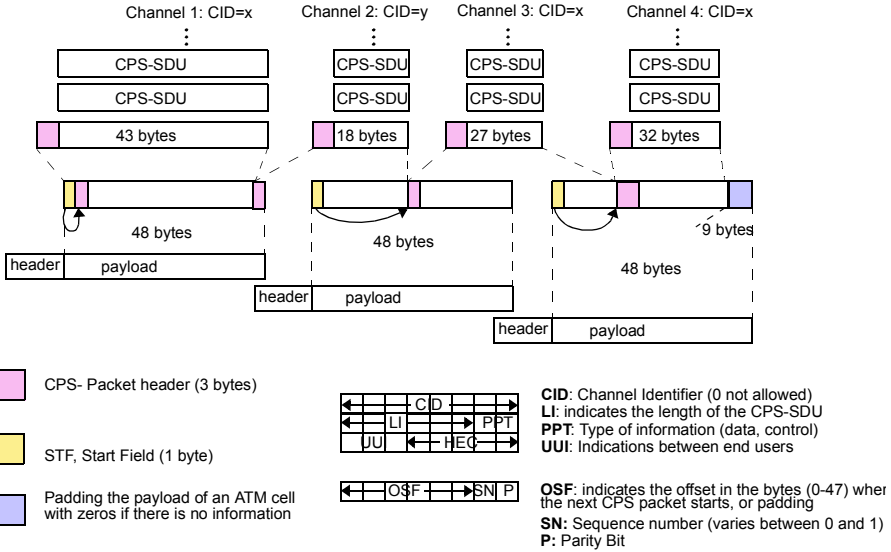 Channel 1: CID=x
Channel 2: CID=y
Channel 3: CID=x
Channel 4: CID=x
CPS-SDU
CPS-SDU
CPS-SDU
CPS-SDU
CPS-SDU
CPS-SDU
CPS-SDU
CPS-SDU
43 bytes
18 bytes
27 bytes
32 bytes
48 bytes
48 bytes
9 bytes
48 bytes
header payload
header payload
header payload
CPS- Packet header (3 bytes)
STF, Start Field (1 byte)
Padding the payload of an ATM cell
with zeros if there is no information
CID
LI PPT
UU HEC
OSF SN P
CID: Channel Identifier (0 not allowed)
LI: indicates the length of the CPS-SDU
PPT: Type of information (data, control)
UUI: Indications between end users
OSF: indicates the offset in the bytes (0-47) wher
the next CPS packet starts, or padding
SN: Sequence number (varies between 0 and 1)
P: Parity Bit